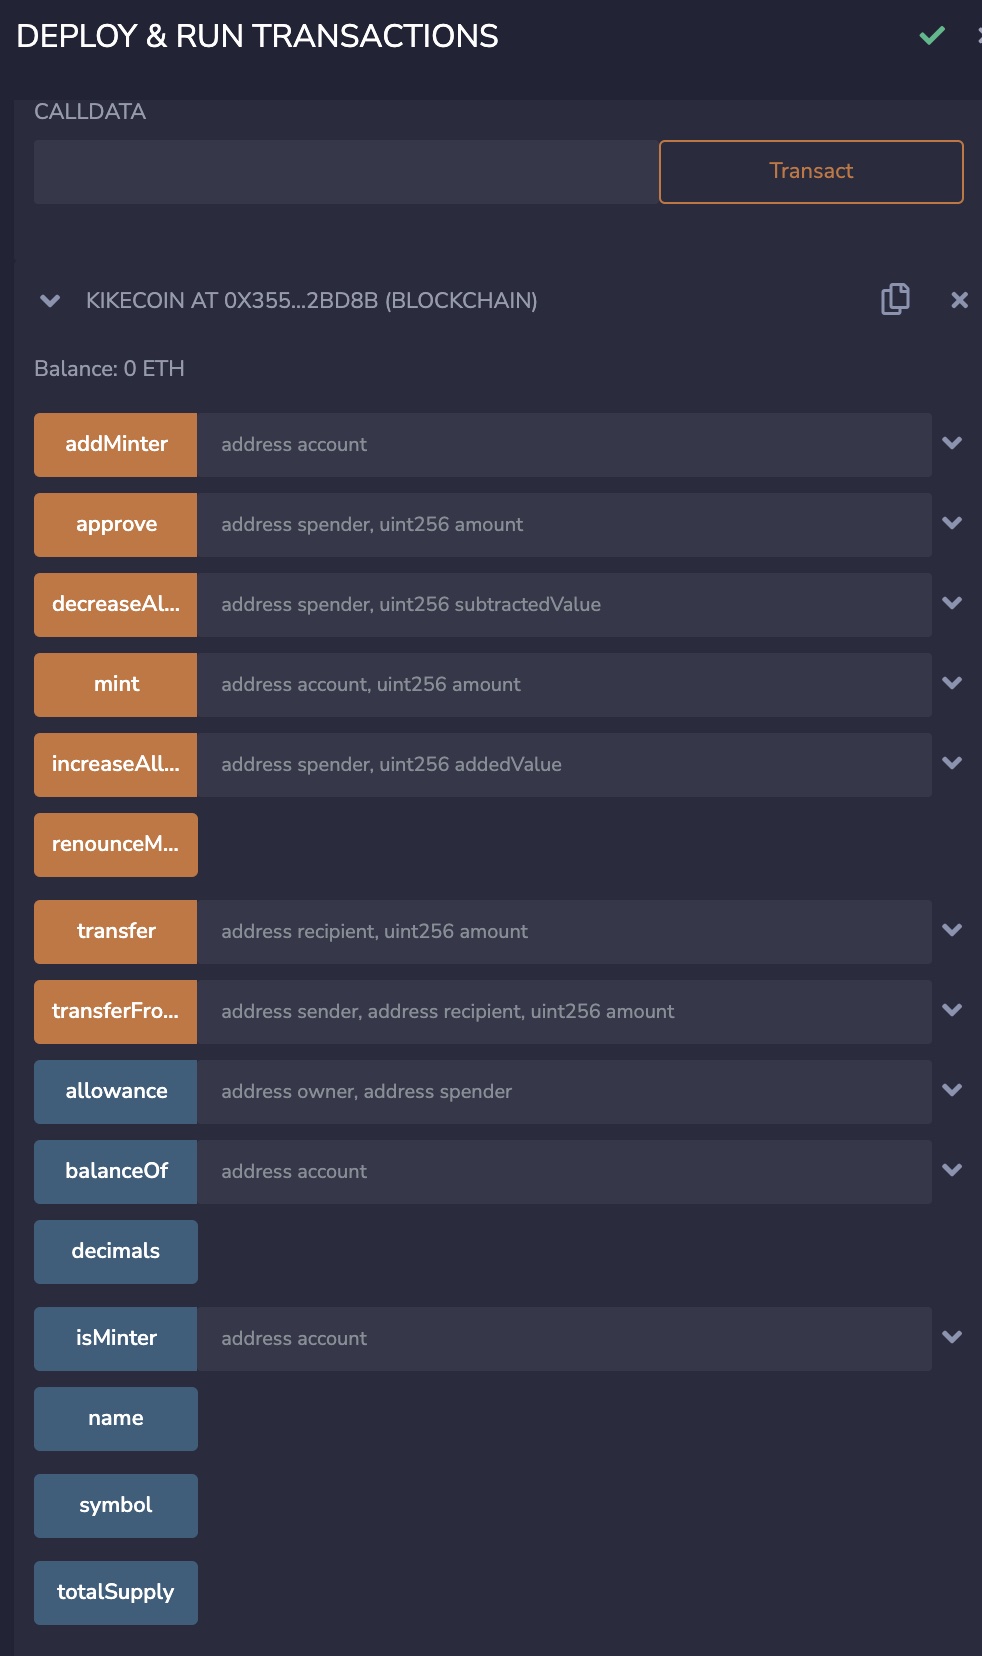 DEPLOY & RUN TRANSACTIONS
CALLDATA
Transact
KIKECOIN AT 0X355...2BD8B (BLOCKCHAIN)
Balance: 0 ETH
addMinter address account
approve address spender, uint256 amount
decreaseAl... address spender, uint256 subtractedValue
mint address account, uint256 amount
increaseAll... address spender, uint256 addedValue
renounceM...
transfer address recipient, uint256 amount
transferFro... address sender, address recipient, uint256 amount
allowance address owner, address spender
balanceOf address account
decimals
isMinter address account
name
symbol
totalSupply